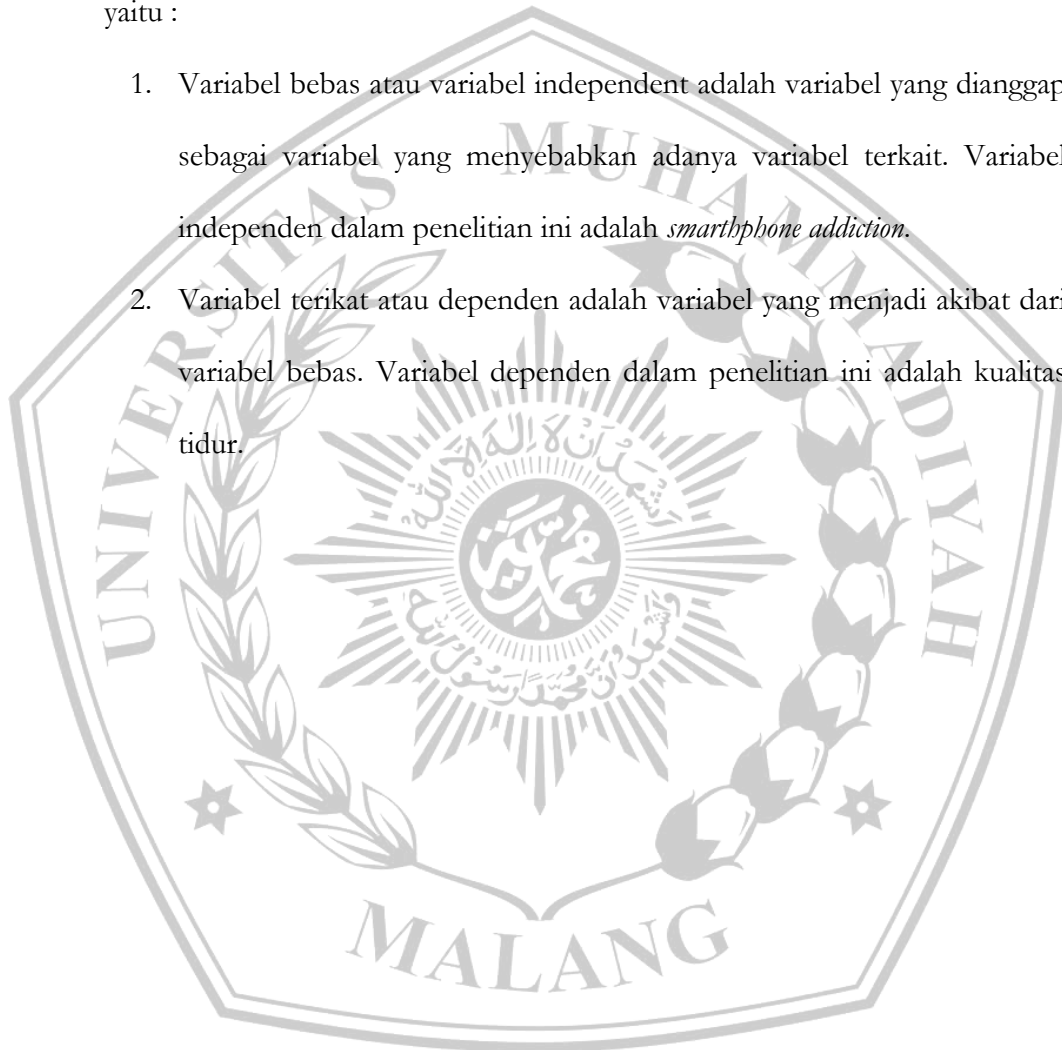 yaitu :
1. Variabel bebas atau variabel independent adalah variabel yang dianggap
sebagai variabel yang menyebabkan adanya variabel terkait. Variabel
independen dalam penelitian ini adalah smarthphone addiction.
2. Variabel terikat atau dependen adalah variabel yang menjadi akibat dari
variabel bebas. Variabel dependen dalam penelitian ini adalah kualitas
tidur.
UNIVERSITAS MUHAMMADIYAH
MALANG